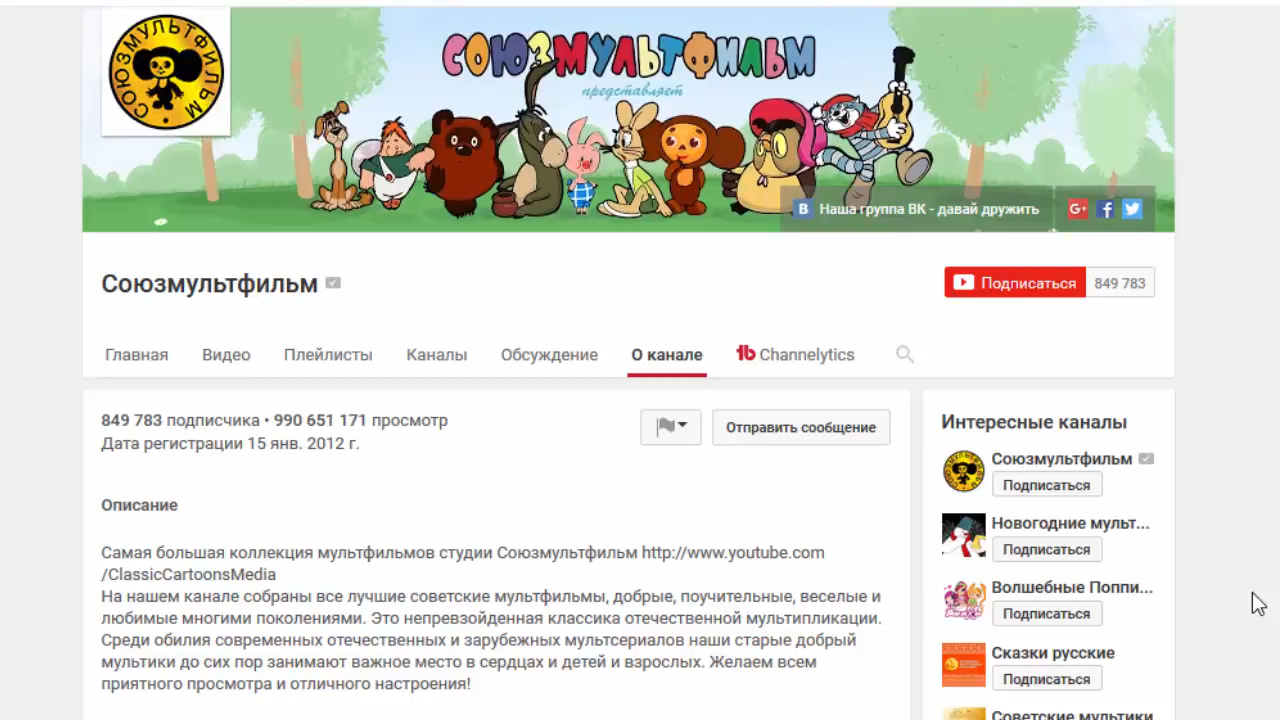 СОЮЗМУЛЬТФИЛЬМ
СОЮЗМУЛЬТФИЛЬМ
представляет
Наша группа ВК - давай дружить
Союзмультфильм
Подписаться 849 783
Главная Видео Плейлисты Каналы Обсуждение О канале Channelytics
849 783 подписчика • 990 651 171 просмотр
Дата регистрации 15 янв. 2012 г.
Отправить сообщение
Описание
Самая большая коллекция мультфильмов студии Союзмультфильм http://www.youtube.com
/ClassicCartoonsMedia
На нашем канале собраны все лучшие советские мультфильмы, добрые, поучительные, веселые и
любимые многими поколениями. Это непревзойденная классика отечественной мультипликации.
Среди обилия современных отечественных и зарубежных мультсериалов наши старые добрый
мультики до сих пор занимают важное место в сердцах и детей и взрослых. Желаем всем
приятного просмотра и отличного настроения!
Интересные каналы
Союзмультфильм
Подписаться
Новогодние мульт...
Подписаться
Волшебные Поппи...
Подписаться
Сказки русские
Подписаться
Советские мультики